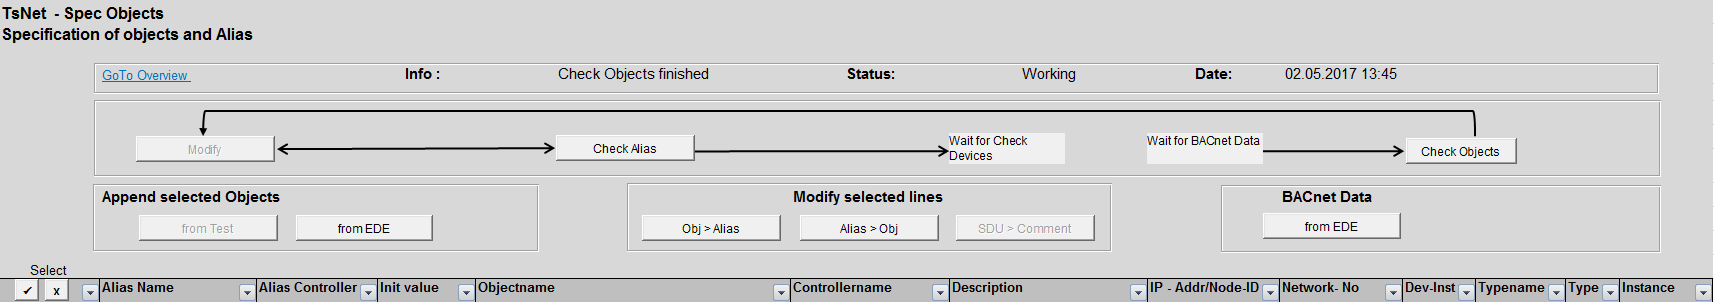 TsNet - Spec Objects
Specification of objects and Alias
GoTo Overview Info : Check Objects finished Status: Working Date: 02.05.2017 13:45
Modify Check Alias Wait for Check Devices Wait for BACnet Data Check Objects
Append selected Objects Modify selected lines BACnet Data
from Test from EDE Obj > Alias Alias > Obj SDU > Comment from EDE
Select
✓ x Alias Name Alias Controller Init value Objectname Controllername Description IP - Addr/Node-ID Network- No Dev-Inst Typename Type Instance